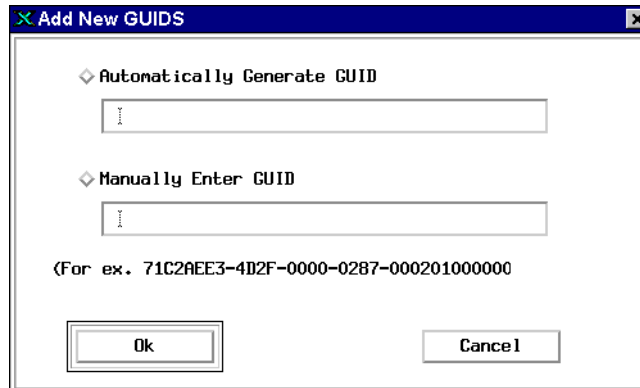 Add New GUIDS
Automatically Generate GUID
Manually Enter GUID
(For ex. 71C2AEE3-4D2F-0000-0287-000201000000
Ok Cancel